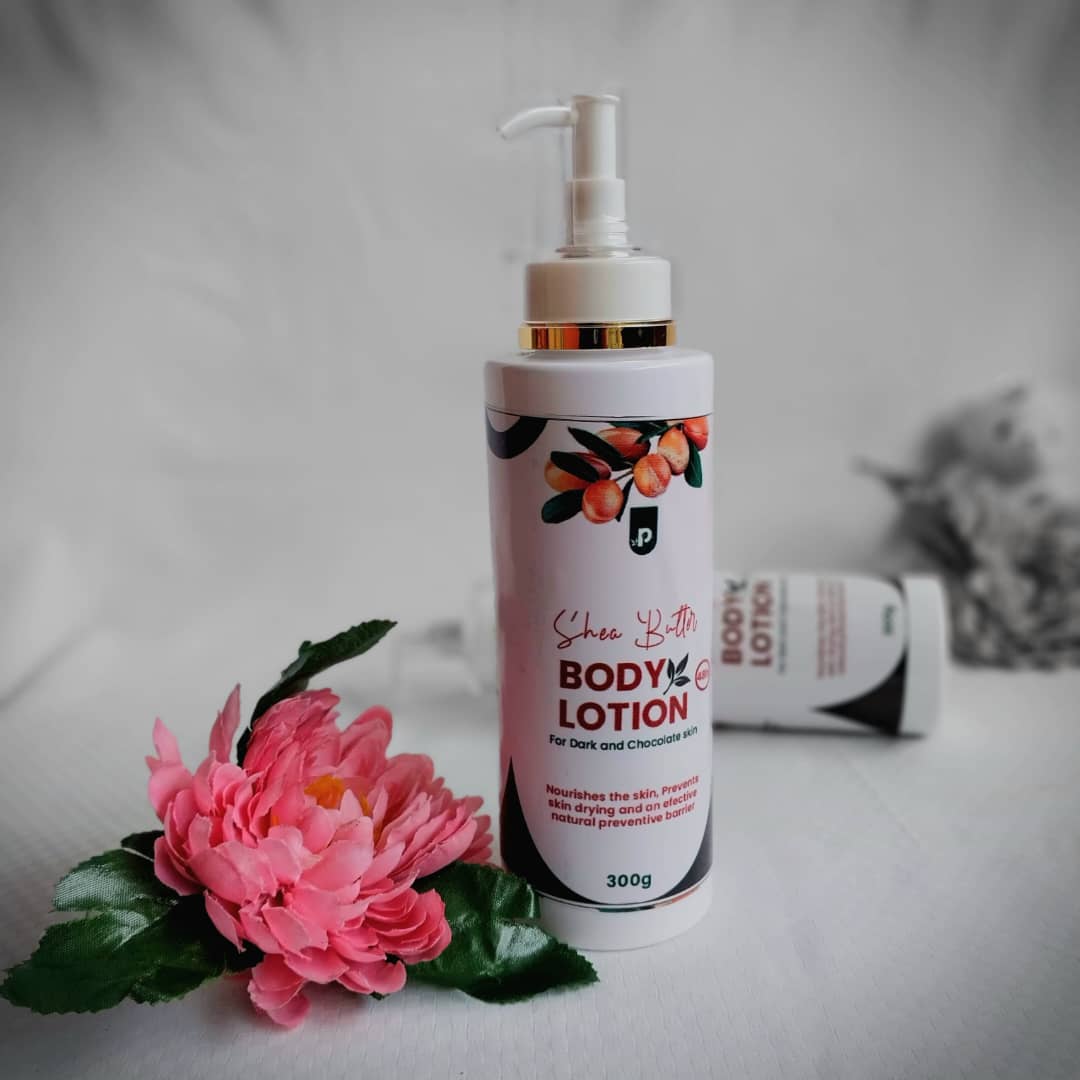 P
Shea Butter
BODY
LOTION
48h
For Dark and Chocolate skin
Nourishes the skin, Prevents
skin drying and an efective
natural preventive barrier
300g
BODY
LOTION